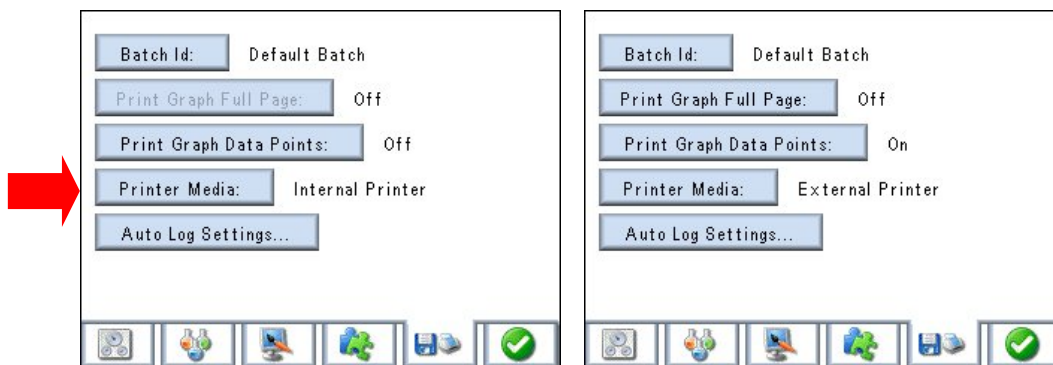 Batch Id: Default Batch
Print Graph Full Page: Off
Print Graph Data Points: Off
Printer Media: Internal Printer
Auto Log Settings...
Batch Id: Default Batch
Print Graph Full Page: Off
Print Graph Data Points: On
Printer Media: External Printer
Auto Log Settings...